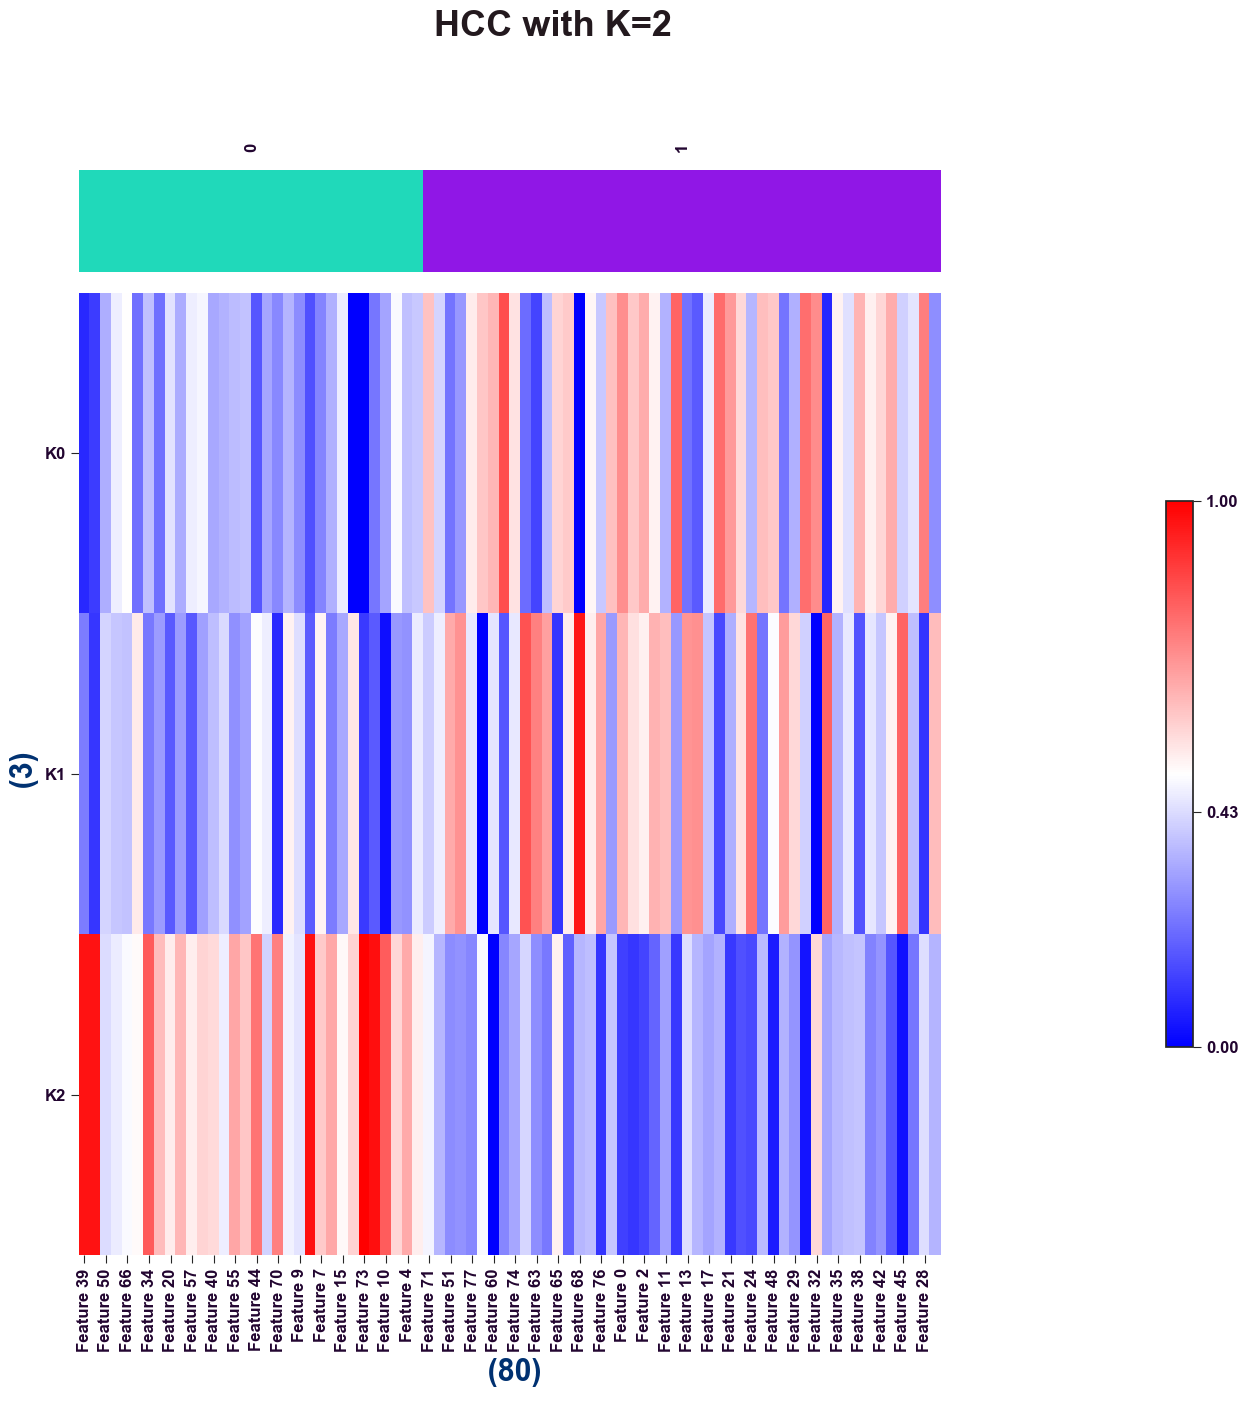 HCC with K=2
0
1
K0
K1
K2
(3)
1.00
0.43
0.00
Feature 39
Feature 50
Feature 66
Feature 34
Feature 20
Feature 57
Feature 40
Feature 55
Feature 44
Feature 70
Feature 9
Feature 7
Feature 15
Feature 73
Feature 10
Feature 4
Feature 71
Feature 51
Feature 77
Feature 60
Feature 74
Feature 63
Feature 65
Feature 68
Feature 76
Feature 0
Feature 2
Feature 11
Feature 13
Feature 17
Feature 21
Feature 24
Feature 48
Feature 29
Feature 32
Feature 35
Feature 38
Feature 42
Feature 45
Feature 28
(80)